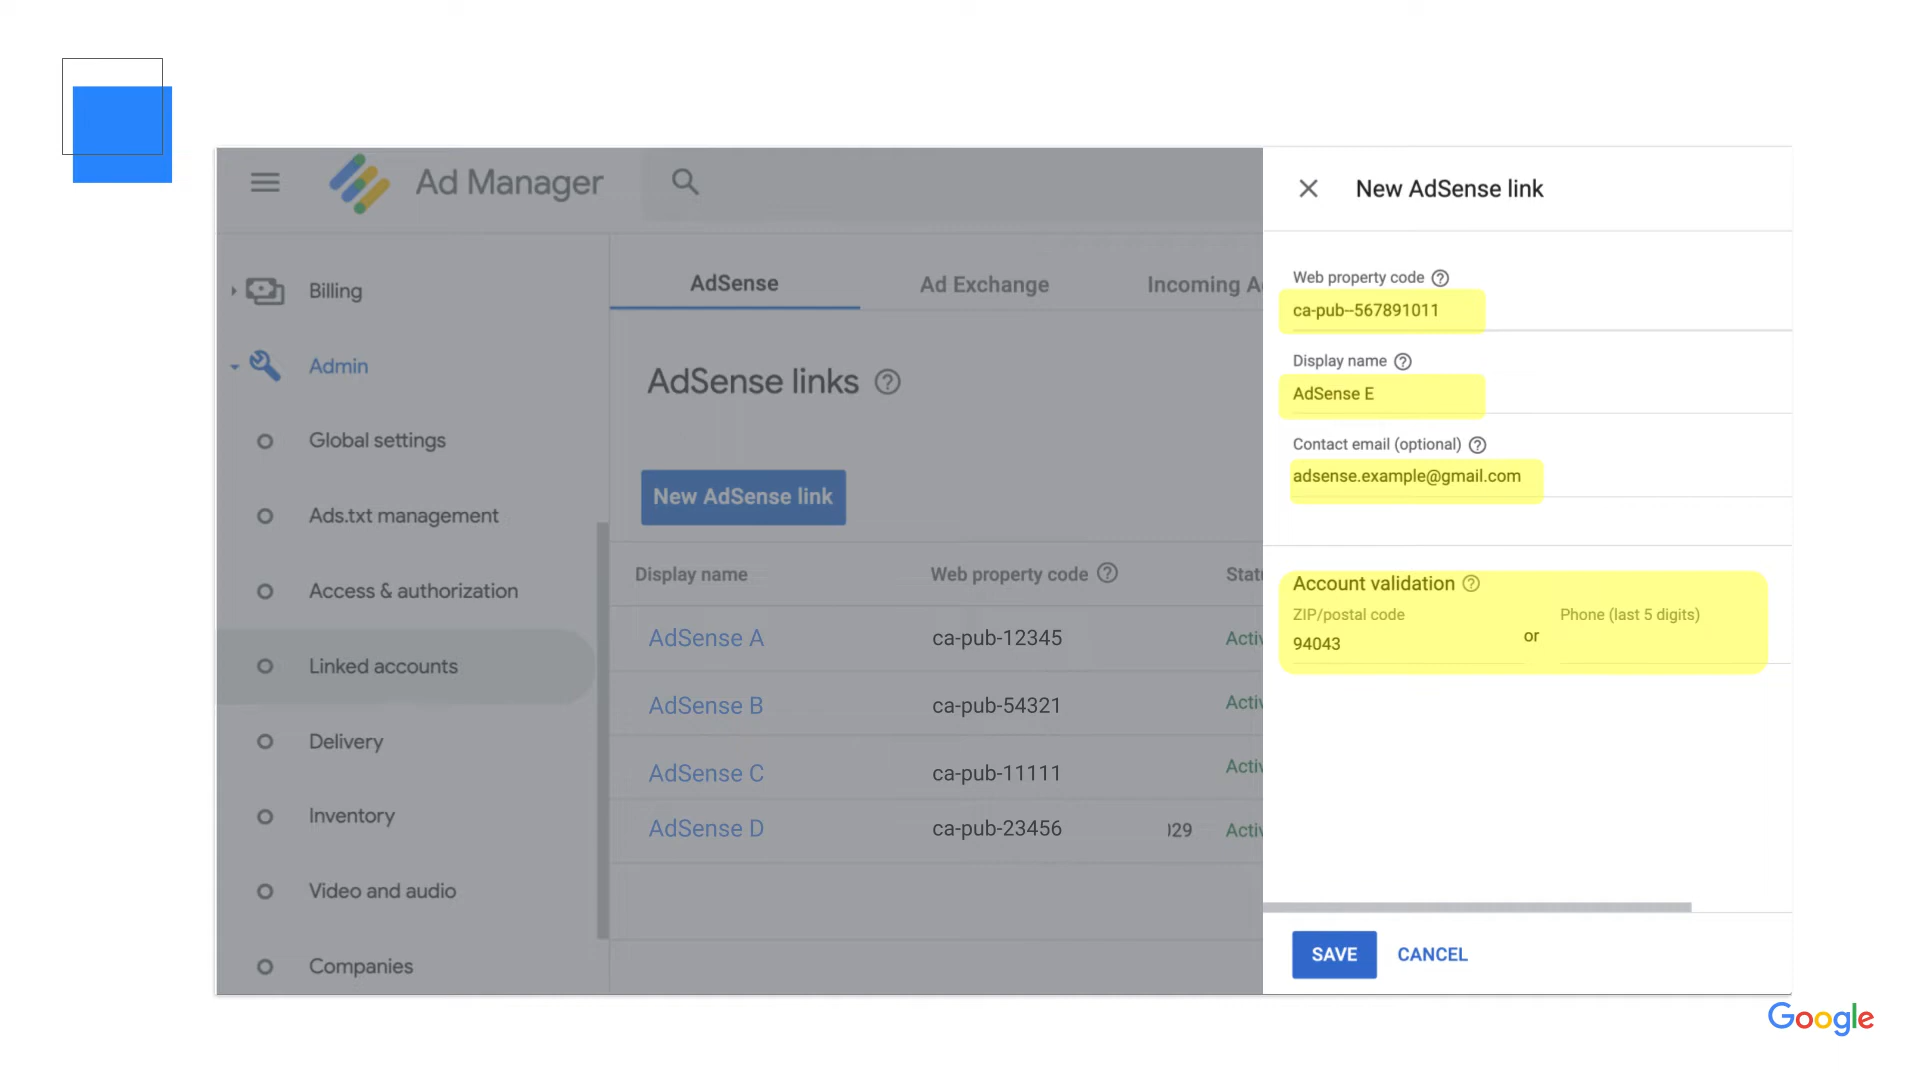 Ad Manager
Billing
Admin
Global settings
Ads.txt management
Access & authorization
Linked accounts
Delivery
Inventory
Video and audio
Companies
AdSense Ad Exchange Incoming
AdSense links
New AdSense link
Display name Web property code
AdSense A ca-pub-12345
AdSense B ca-pub-54321
AdSense C ca-pub-11111
AdSense D ca-pub-23456
New AdSense link
Web property code
ca-pub--567891011
Display name
AdSense E
Contact email (optional)
adsense.example@gmail.com
Account validation
ZIP/postal code Phone (last 5 digits)
94043 or
SAVE CANCEL
Google